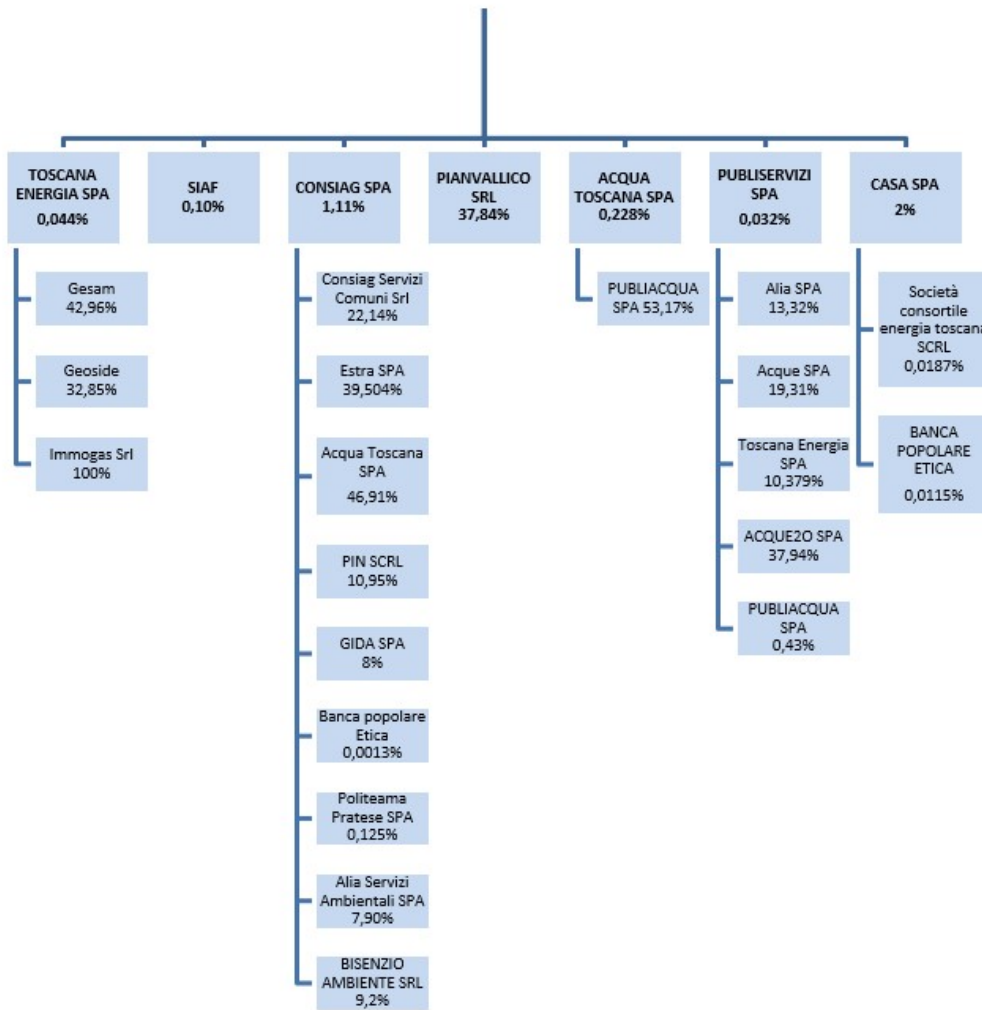 TOSCANA
ENERGIA SPA
0,044%
SIAF
0,10%
CONSIAG SPA
1,11%
PIANVALLICO
SRL
37,84%
ACQUA
TOSCANA SPA
0,228%
PUBLISERVIZI
SPA
0,032%
CASA SPA
2%
Gesam
42,96%
Geoside
32,85%
Immogas Srl
100%
Consiag Servizi
Comuni Srl
22,14%
Estra SPA
39,504%
Acqua Toscana
SPA
46,91%
PIN SCRL
10,95%
GIDA SPA
8%
Banca popolare
Etica
0,0013%
Politeama
Pratese SPA
0,125%
Alia Servizi
Ambientali SPA
7,90%
BISENZIO
AMBIENTE SRL
9,2%
PUBLIACQUA
SPA 53,17%
Alia SPA
13,32%
Acque SPA
19,31%
Toscana Energia
SPA
10,379%
ACQUE2O SPA
37,94%
PUBLIACQUA
SPA
0,43%
Società
consortile
energia toscana
SCRL
0,0187%
BANCA
POPOLARE
ETICA
0,0115%